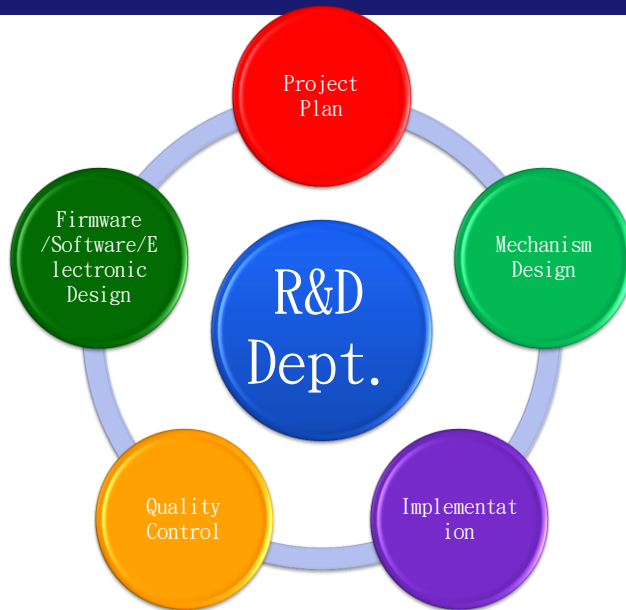 Project
Plan
Firmware
/Software/E
lectronic
Design
Mechanism
Design
R&D
Dept.
Quality
Control
Implementat
ion